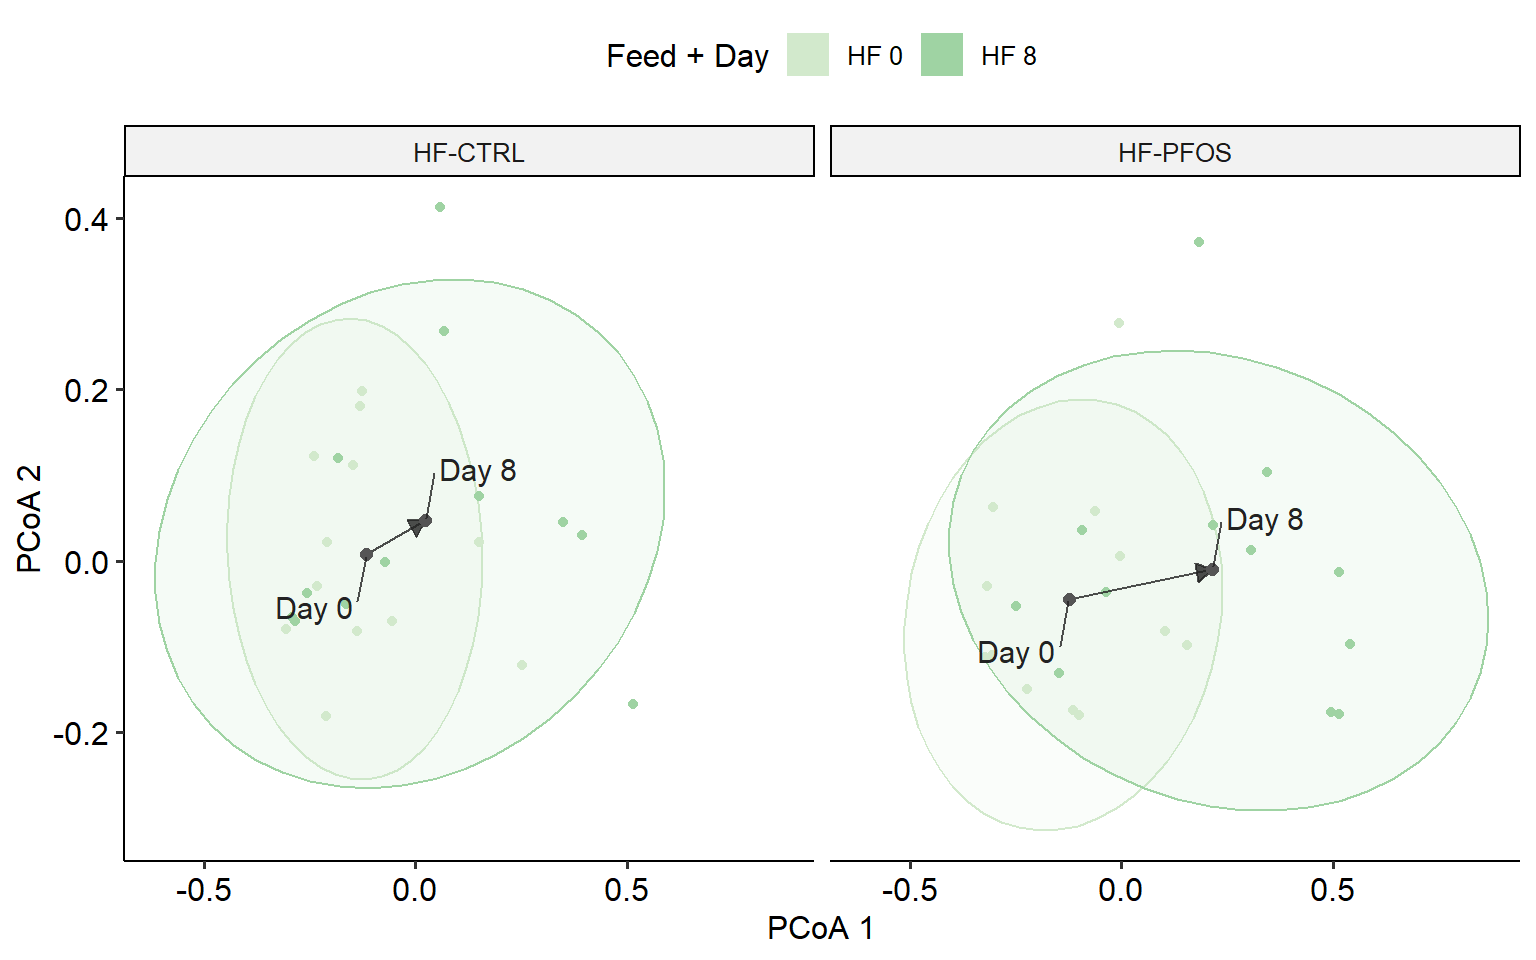 Feed + Day HF 0 HF 8
HF-CTRL HF-PFOS
0.4
0.2
0.0
-0.2
PCoA 2
Day 8
Day 0
Day 8
Day 0
-0.5 0.0 0.5 -0.5 0.0 0.5
PCoA 1